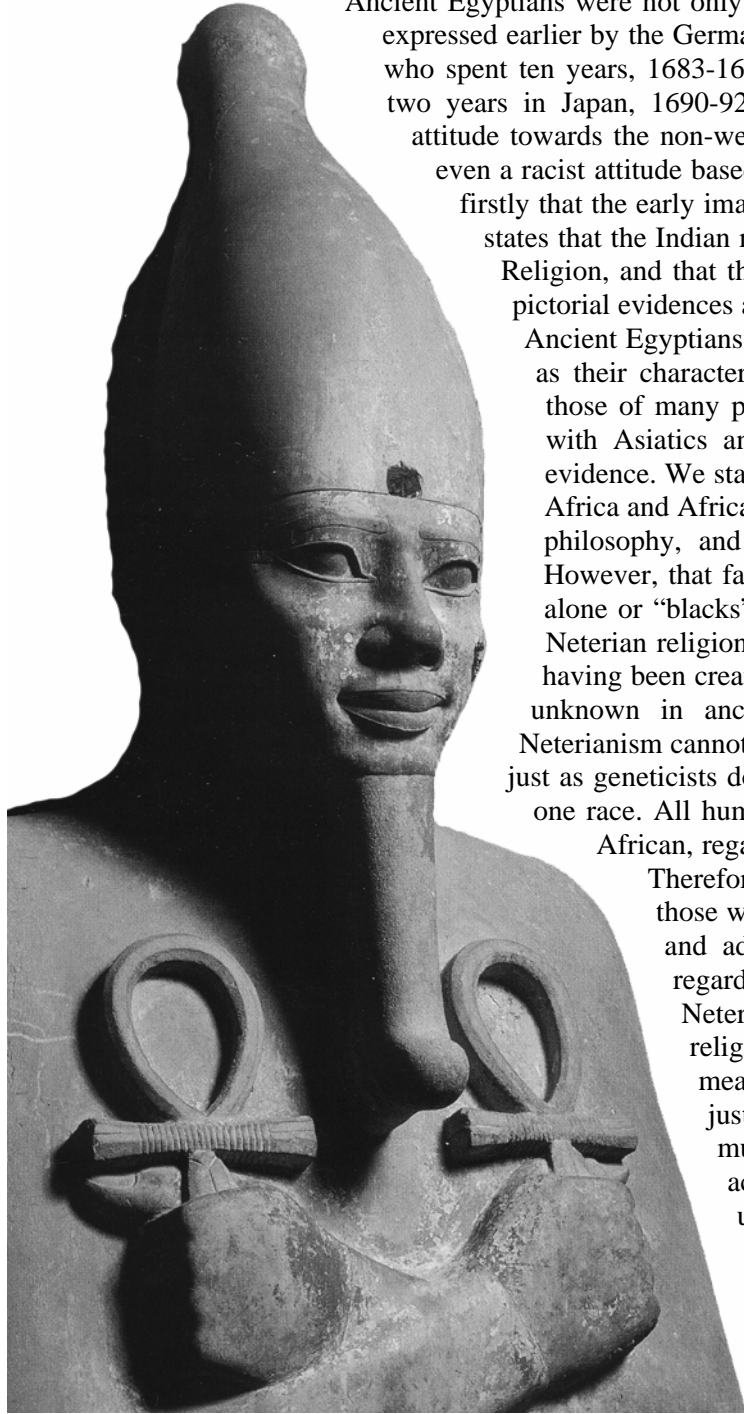 Ancient Egyptians were not only
expressed earlier by the Germa
who spent ten years, 1683-16
two years in Japan, 1690-92
attitude towards the non-we
even a racist attitude based
firstly that the early ima
states that the Indian
Religion, and that th
pictorial evidences
Ancient Egyptians
as their character
those of many p
with Asiatics an
evidence. We sta
Africa and Africa
philosophy, and
However, that fa
alone or “blacks”
Neterian religion
having been crea
unknown in anc
Neterianism cannot
just as geneticists do
one race. All hum
African, rega
Therefor
those w
and ad
regard
Neter
relig
mea
just
mu
ac
u